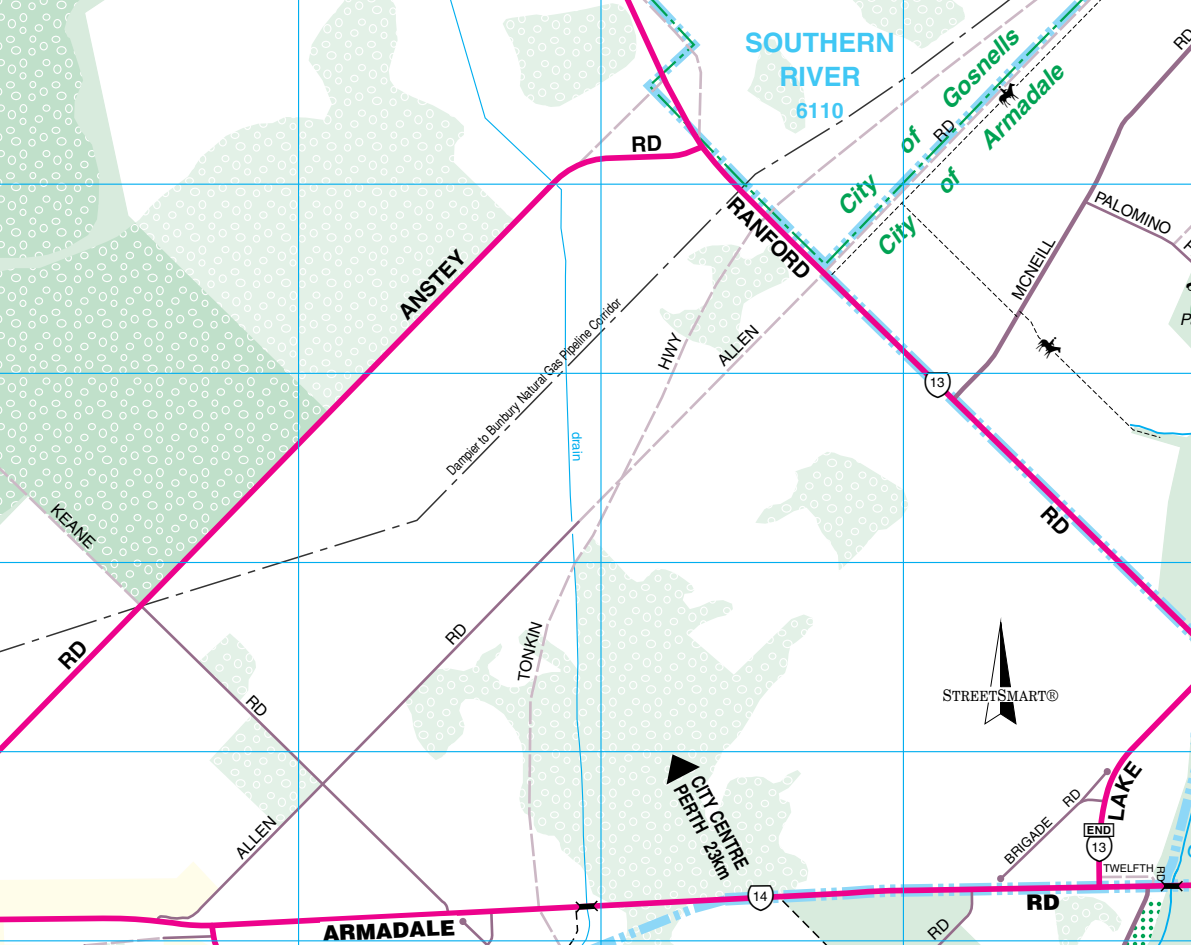 SOUTHERN
RIVER
6110
City of Gosnells
City of Armadale
RD
RD
RD
RANFORD
PALOMINO
MCNEILL
ANSTEY
Dampier to Bunbury Natural Gas Pipeline Corridor
HWY
ALLEN
13
drain
KEANE
RD
RD
RD
TONKIN
RD
STREETSMART®
CITY CENTRE
PERTH 23km
LAKE
RD
BRIGADE
END
13
ALLEN
TWELFTH
RD
14
RD
ARMADALE
RD